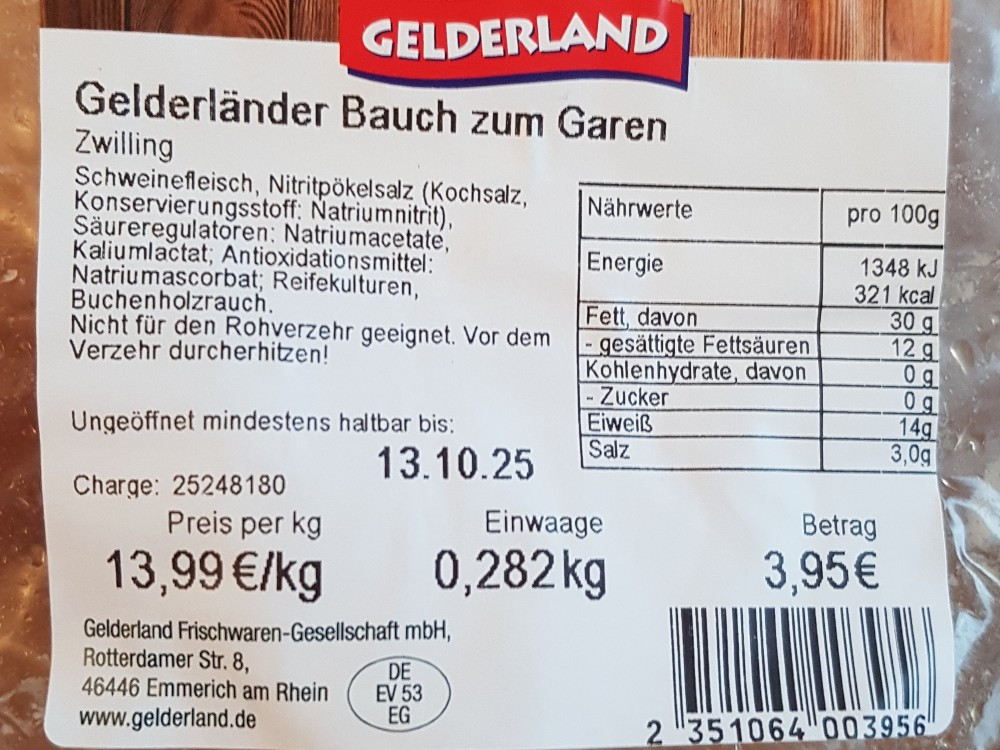 GELDERLAND
Gelderländer Bauch zum Garen
Zwilling
Schweinefleisch, Nitritpökelsalz (Kochsalz,
Konservierungsstoff: Natriumnitrit),
Säureregulatoren: Natriumacetate,
Kaliumlactat; Antioxidationsmittel:
Natriumascorbat; Reifekulturen,
Buchenholzrauch.
Nicht für den Rohverzehr geeignet. Vor dem
Verzehr durcherhitzen!
Nährwerte pro 100g
Energie 1348 kJ
321 kcal
Fett, davon 30 g
- gesättigte Fettsäuren 12 g
Kohlenhydrate, davon 0 g
- Zucker 0 g
Eiweiß 14g
Salz 3,0g
Ungeöffnet mindestens haltbar bis:
13.10.25
Charge: 25248180
Preis per kg Einwaage Betrag
13,99 €/kg 0,282 kg 3,95€
Gelderland Frischwaren-Gesellschaft mbH,
Rotterdamer Str. 8,
46446 Emmerich am Rhein
www.gelderland.de
DE
EV 53
EG
2 351064 003956